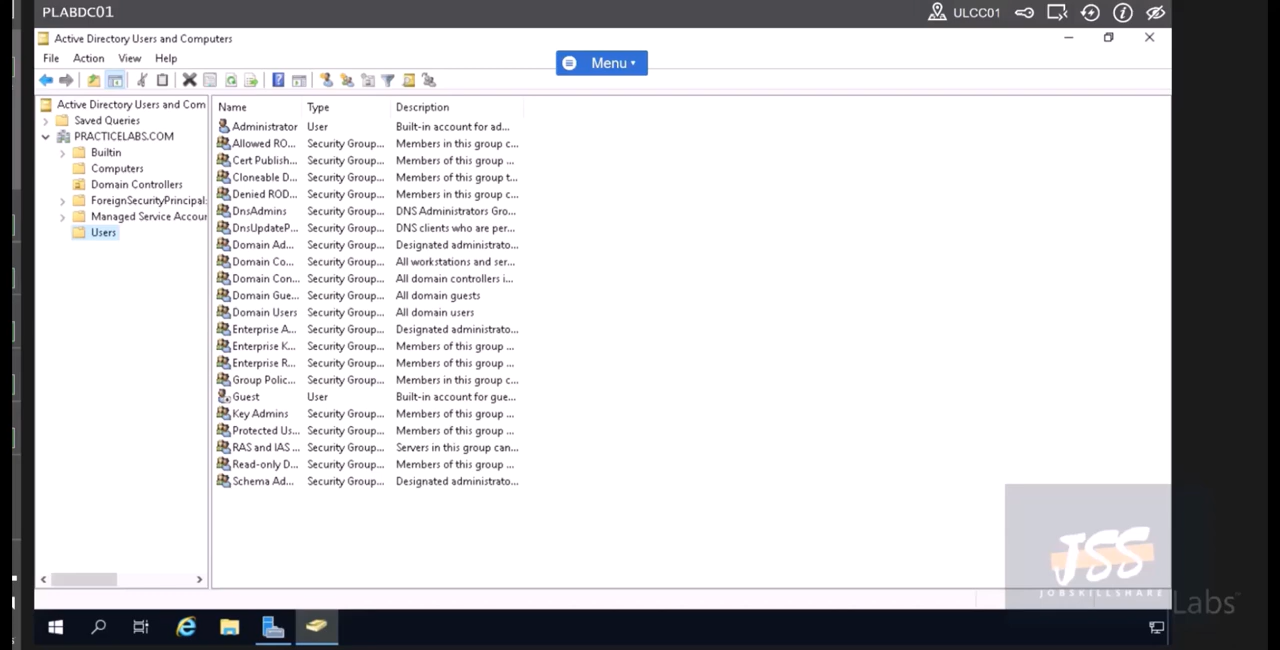 PLABDC01
ULCC01
Active Directory Users and Computers
File Action View Help
Menu
Active Directory Users and Com
Saved Queries
PRACTICELABS.COM
Builtin
Computers
Domain Controllers
ForeignSecurityPrincipal:
Managed Service Accour
Users
Name Type Description
Administrator User Built-in account for ad...
Allowed RO... Security Group... Members in this group c...
Cert Publish... Security Group... Members of this group ...
Cloneable D... Security Group... Members of this group t...
Denied ROD... Security Group... Members in this group c...
DnsAdmins Security Group... DNS Administrators Gro...
DnsUpdateP... Security Group... DNS clients who are per...
Domain Ad... Security Group... Designated administrato...
Domain Co... Security Group... All workstations and ser...
Domain Con... Security Group... All domain controllers i...
Domain Gue... Security Group... All domain guests
Domain Users Security Group... All domain users
Enterprise A... Security Group... Designated administrato...
Enterprise K... Security Group... Members of this group ...
Enterprise R... Security Group... Members of this group ...
Group Polic... Security Group... Members in this group c...
Guest User Built-in account for gue...
Key Admins Security Group... Members of this group ...
Protected Us... Security Group... Members of this group ...
RAS and IAS ... Security Group... Servers in this group can...
Read-only D... Security Group... Members of this group ...
Schema Ad... Security Group... Designated administrato...
JSS
JOBSKILLSHARE
Labs